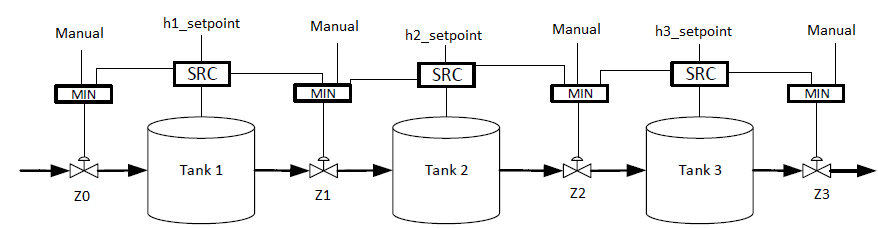 h1_setpoint
h2_setpoint
h3_setpoint
Manual
Manual
Manual
Manual
SRC
SRC
SRC
MIN
MIN
MIN
MIN
Tank 1
Tank 2
Tank 3
Z0
Z1
Z2
Z3